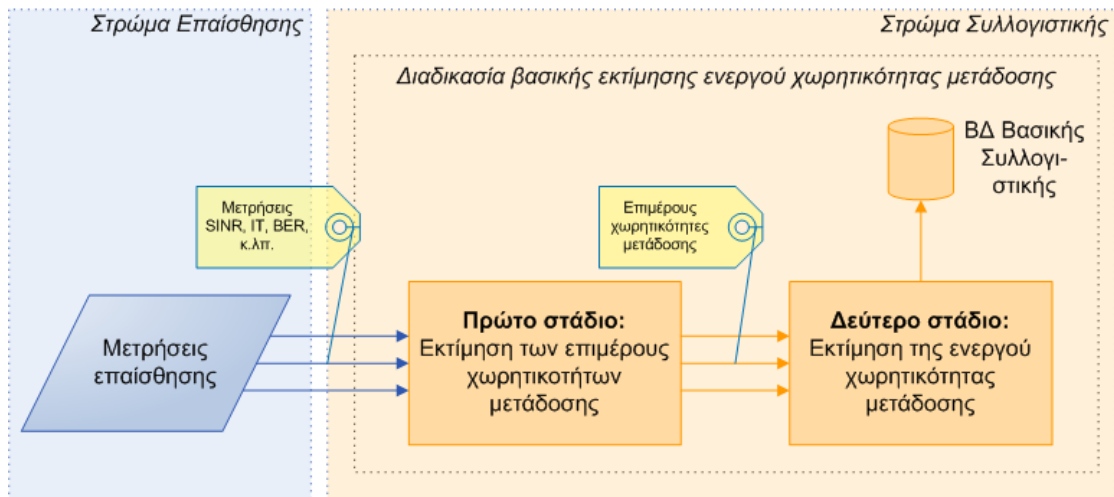 Στρώμα Επαίσθησης
Στρώμα Συλλογιστικής
Διαδικασία βασικής εκτίμησης ενεργού χωρητικότητας μετάδοσης
ΒΔ Βασικής
Συλλογι-
στικής
Μετρήσεις
SINR, IT, BER,
κ.λπ.
Επιμέρους
χωρητικότητες
μετάδοσης
Μετρήσεις
επαίσθησης
Πρώτο στάδιο:
Εκτίμηση των επιμέρους
χωρητικοτήτων
μετάδοσης
Δεύτερο στάδιο:
Εκτίμηση της ενεργού
χωρητικότητας
μετάδοσης